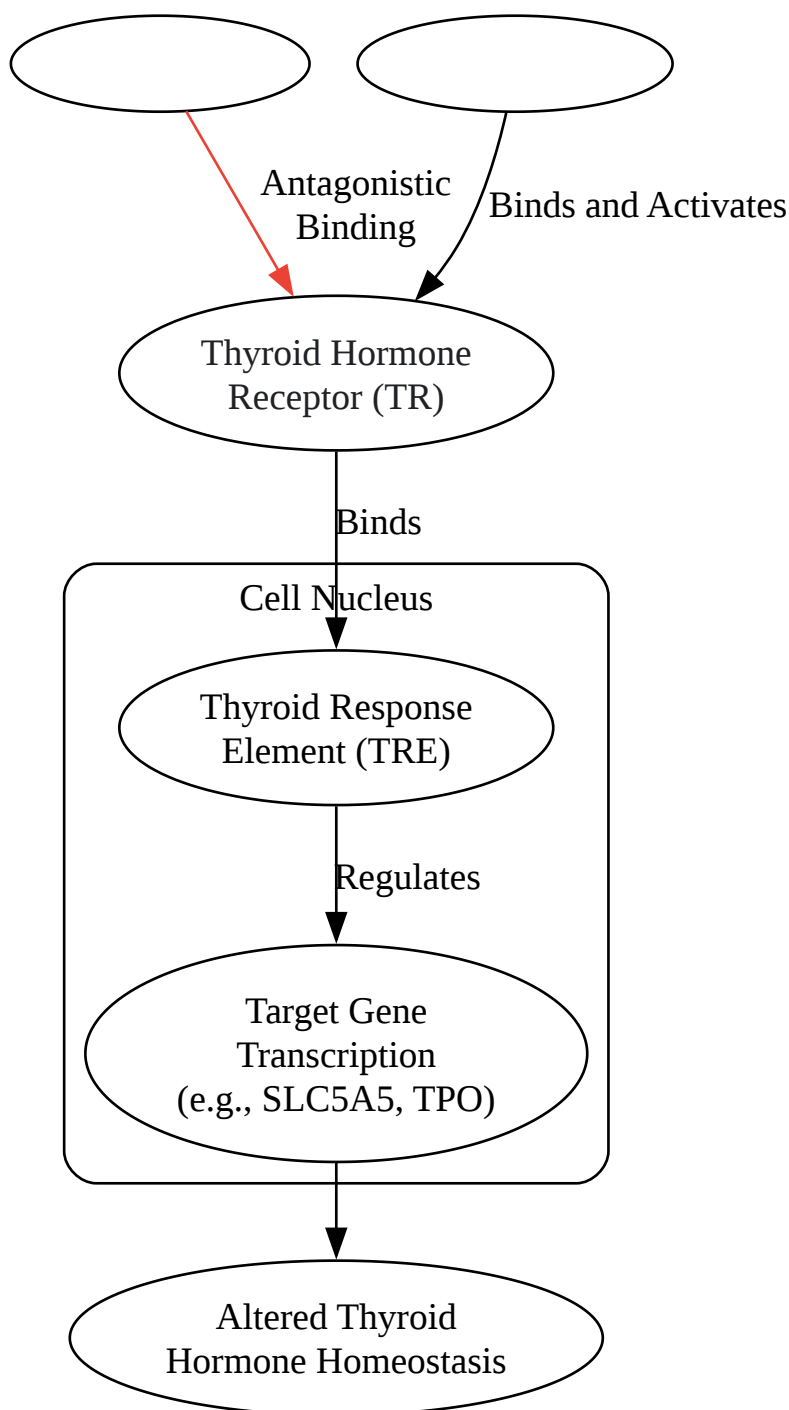 Antagonistic
Binding
Binds and Activates
Thyroid Hormone
Receptor (TR)
Binds
Cell Nucleus
Thyroid Response
Element (TRE)
Regulates
Target Gene
Transcription
(e.g., SLC5A5, TPO)
Altered Thyroid
Hormone Homeostasis